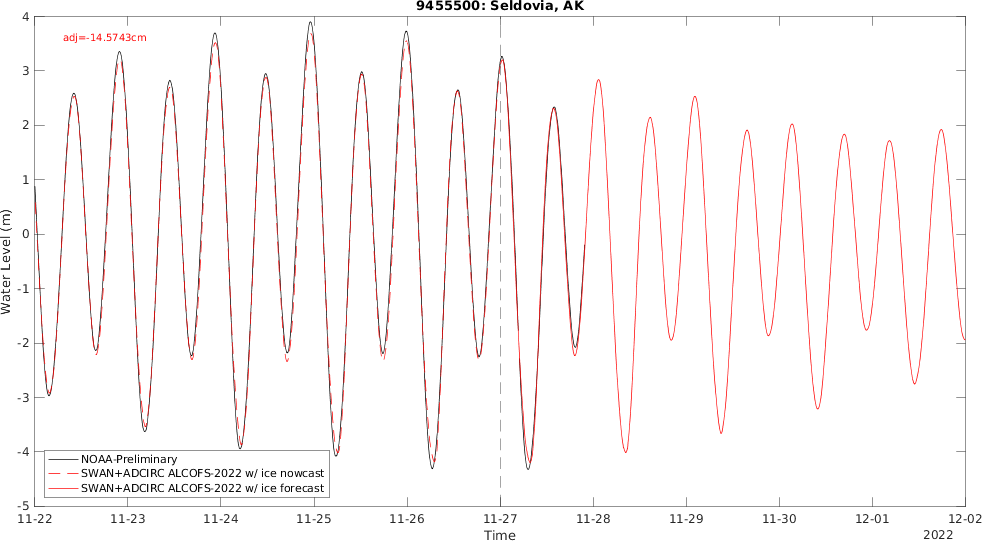 9455500: Seldovia, AK
adj=-14.5743cm
4
3
2
1
0
-1
-2
-3
-4
-5
Water Level (m)
NOAA-Preliminary
SWAN+ADCIRC ALCOFS-2022 w/ ice nowcast
SWAN+ADCIRC ALCOFS-2022 w/ ice forecast
11-22 11-23 11-24 11-25 11-26 11-27 11-28 11-29 11-30 12-01 12-02
Time
2022